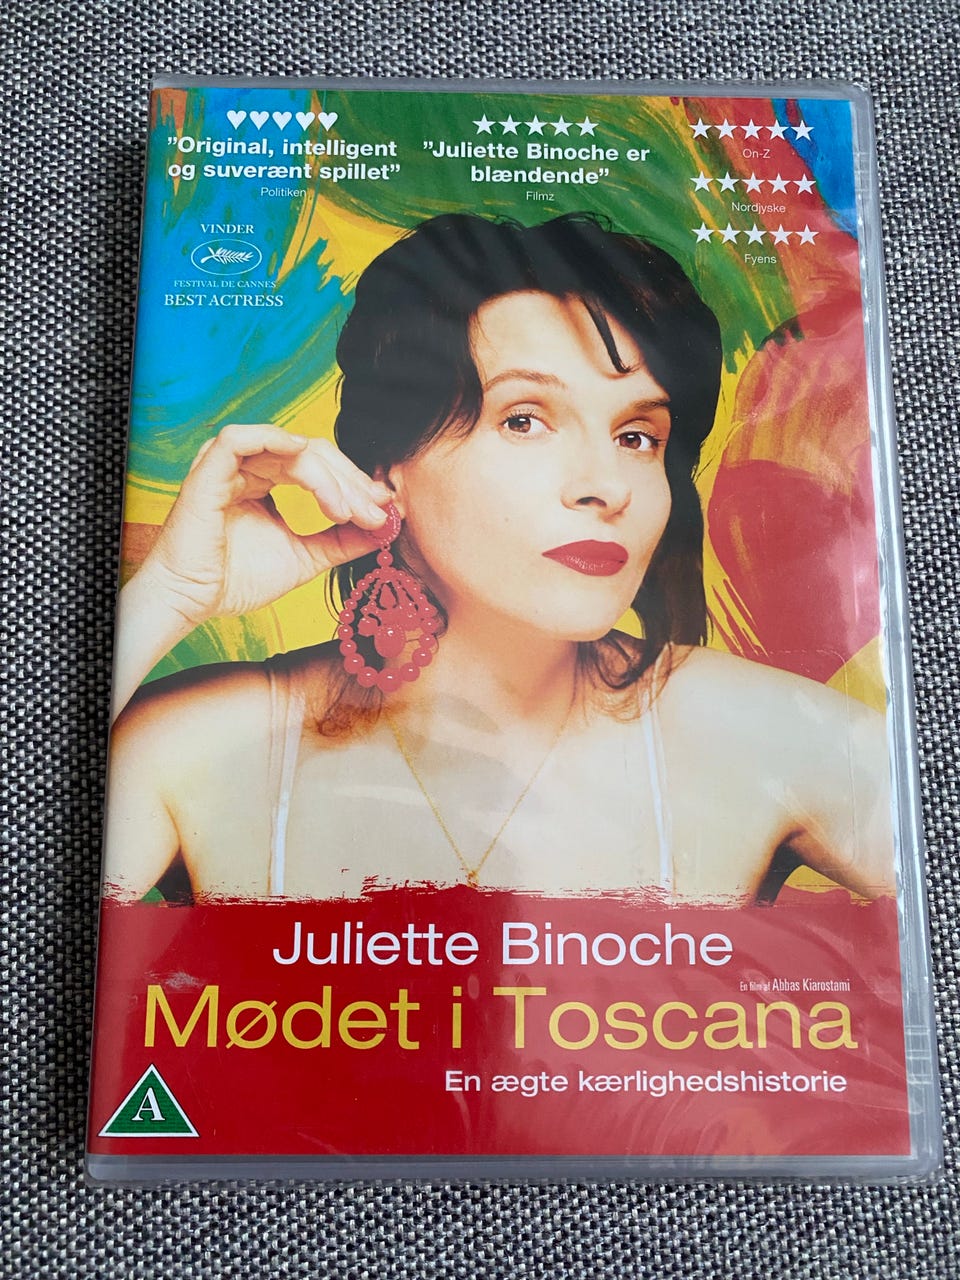 ♥♥♥♥♥
”Original, intelligent
og suverænt spillet”
Politiken
★★★★★
”Juliette Binoche er
blændende”
Filmz
★★★★★
On-Z
★★★★★
Nordjyske
★★★★★
Fyens
VINDER
FESTIVAL DE CANNES
BEST ACTRESS
Juliette Binoche
En film af Abbas Kiarostami
Mødet i Toscana
En ægte kærlighedshistorie
A